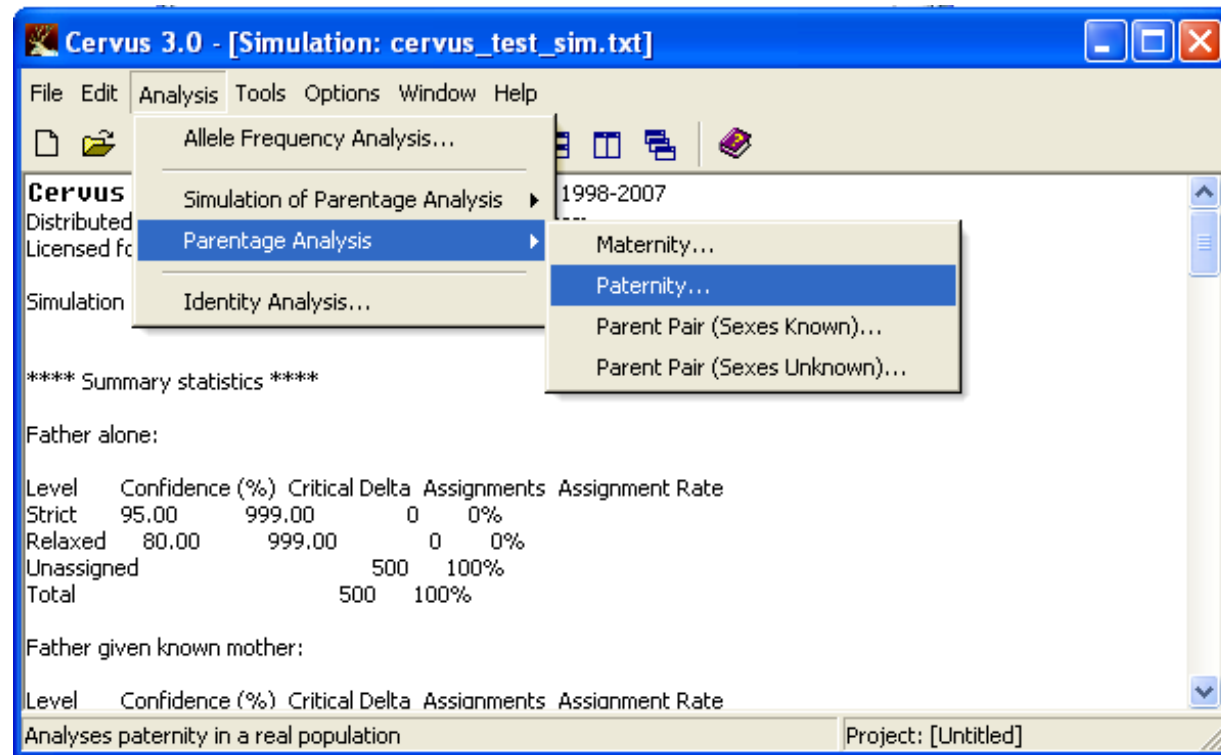 Cervus 3.0 - [Simulation: cervus_test_sim.txt]
File Edit Analysis Tools Options Window Help
Allele Frequency Analysis...
Simulation of Parentage Analysis
Parentage Analysis
Identity Analysis...
Maternity...
Paternity...
Parent Pair (Sexes Known)...
Parent Pair (Sexes Unknown)...
Cervus 1998-2007
Distributed
Licensed
Simulation
**** Summary statistics ****
Father alone:
Level Confidence (%) Critical Delta Assignments Assignment Rate
Strict 95.00 999.00 0 0%
Relaxed 80.00 999.00 0 0%
Unassigned 500 100%
Total 500 100%
Father given known mother:
Level Confidence (%) Critical Delta Assignments Assignment Rate
Analyses paternity in a real population Project: [Untitled]